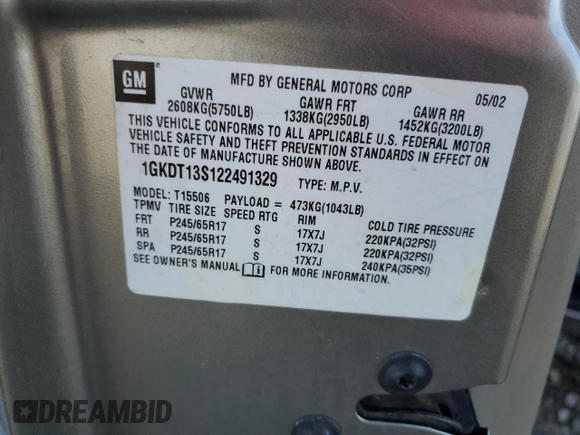 GM
MFD BY GENERAL MOTORS CORP 05/02
GVWR GAWR FRT GAWR RR
2608KG(5750LB) 1338KG(2950LB) 1452KG(3200LB)
THIS VEHICLE CONFORMS TO ALL APPLICABLE U.S. FEDERAL MOTOR
VEHICLE SAFETY AND THEFT PREVENTION STANDARDS IN EFFECT ON
THE DATE OF MANUFACTURE SHOWN ABOVE.
1GKDT13S122491329 TYPE: M.P.V.
MODEL: T15506 PAYLOAD = 473KG(1043LB)
TPMV TIRE SIZE SPEED RTG RIM COLD TIRE PRESSURE
FRT P245/65R17 S 17X7J 220KPA(32PSI)
RR P245/65R17 S 17X7J 220KPA(32PSI)
SPA P245/65R17 S 17X7J 240KPA(35PSI)
SEE OWNER'S MANUAL FOR MORE INFORMATION.
DREAMBID